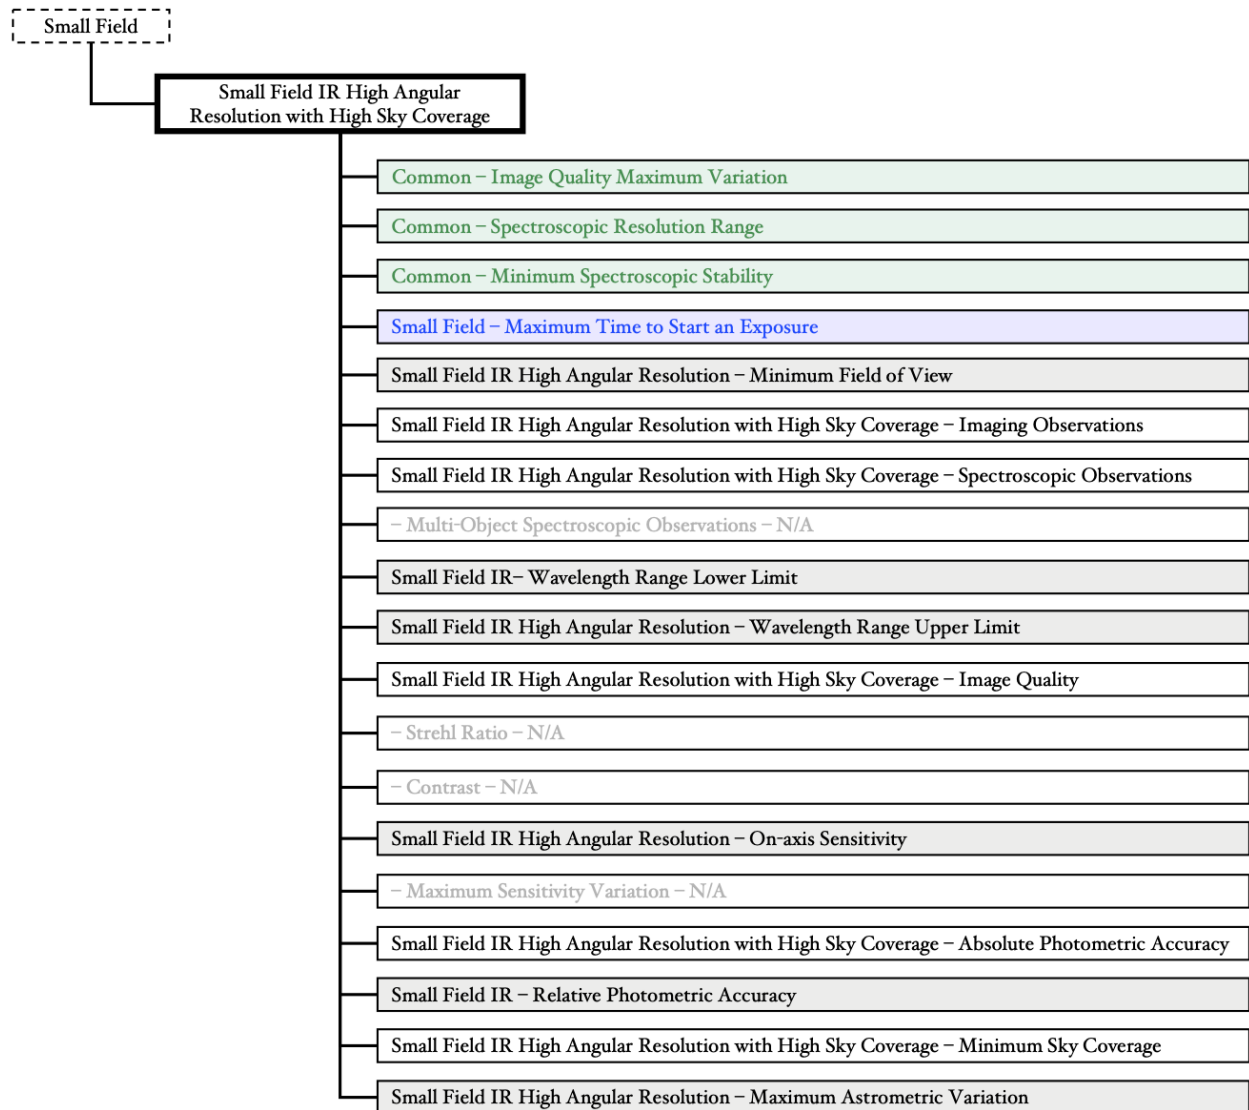 Small Field
Small Field IR High Angular
Resolution with High Sky Coverage
Common – Image Quality Maximum Variation
Common – Spectroscopic Resolution Range
Common – Minimum Spectroscopic Stability
Small Field – Maximum Time to Start an Exposure
Small Field IR High Angular Resolution – Minimum Field of View
Small Field IR High Angular Resolution with High Sky Coverage – Imaging Observations
Small Field IR High Angular Resolution with High Sky Coverage – Spectroscopic Observations
– Multi-Object Spectroscopic Observations – N/A
Small Field IR– Wavelength Range Lower Limit
Small Field IR High Angular Resolution – Wavelength Range Upper Limit
Small Field IR High Angular Resolution with High Sky Coverage – Image Quality
– Strehl Ratio – N/A
– Contrast – N/A
Small Field IR High Angular Resolution – On-axis Sensitivity
– Maximum Sensitivity Variation – N/A
Small Field IR High Angular Resolution with High Sky Coverage – Absolute Photometric Accuracy
Small Field IR – Relative Photometric Accuracy
Small Field IR High Angular Resolution with High Sky Coverage – Minimum Sky Coverage
Small Field IR High Angular Resolution – Maximum Astrometric Variation